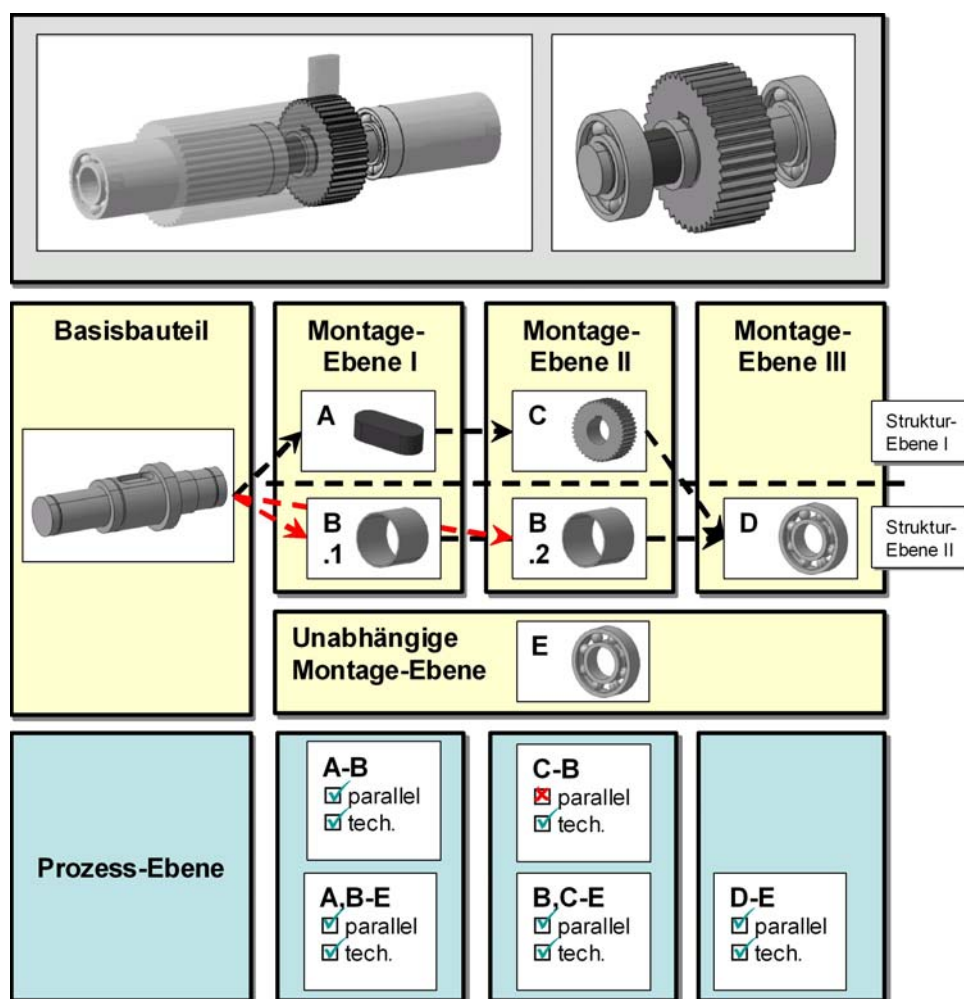 Basisbauteil
Montage-
Ebene I
Montage-
Ebene II
Montage-
Ebene III
A
C
Struktur-
Ebene I
B
.1
B
.2
D
Struktur-
Ebene II
Unabhängige
Montage-Ebene
E
Prozess-Ebene
A-B
parallel
tech.
C-B
parallel
tech.
A,B-E
parallel
tech.
B,C-E
parallel
tech.
D-E
parallel
tech.